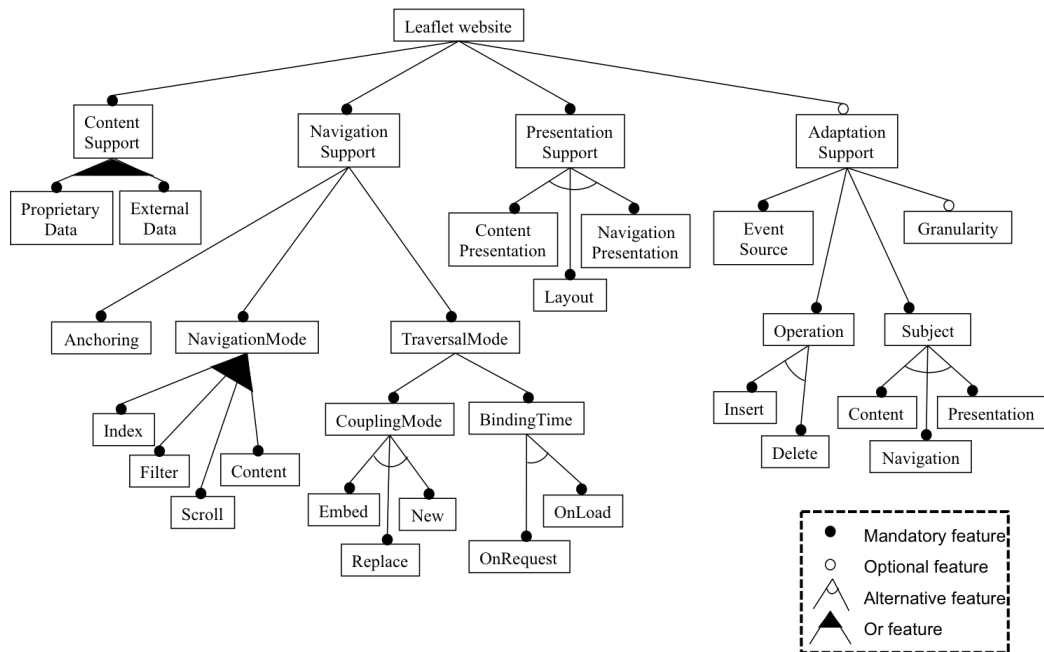 Leaflet website
Content
Support
Navigation
Support
Presentation
Support
Adaptation
Support
Proprietary
Data
External
Data
Content
Presentation
Navigation
Presentation
Layout
Event
Source
Granularity
Anchoring
NavigationMode
TraversalMode
Operation
Subject
Index
Filter
Scroll
Content
CouplingMode
BindingTime
Embed
Replace
New
OnRequest
OnLoad
Insert
Delete
Content
Navigation
Presentation
Mandatory feature
Optional feature
Alternative feature
Or feature